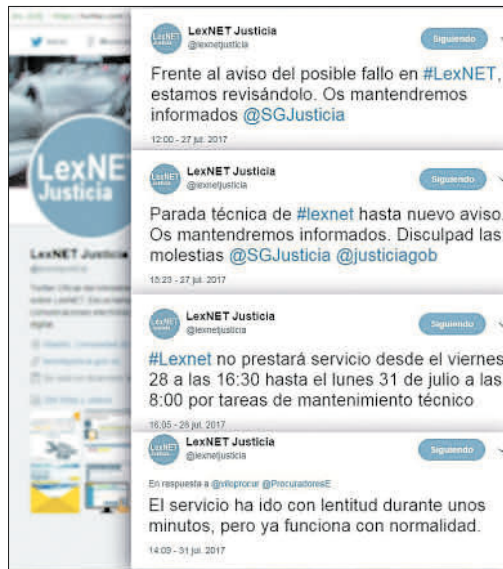 LexNET Justicia
@lexnetjusticia
Siguiendo
Frente al aviso del posible fallo en #LexNET,
estamos revisándolo. Os mantendremos
informados @SGJusticia
12:00 - 27 jul. 2017
LexNET Justicia
@lexnetjusticia
Siguiendo
Parada técnica de #lexnet hasta nuevo aviso.
Os mantendremos informados. Disculpad las
molestias @SGJusticia @justiciagob
15:23 - 27 jul. 2017
LexNET Justicia
@lexnetjusticia
Siguiendo
#Lexnet no prestará servicio desde el viernes
28 a las 16:30 hasta el lunes 31 de julio a las
8:00 por tareas de mantenimiento técnico
16:05 - 28 jul. 2017
LexNET Justicia
@lexnetjusticia
Siguiendo
En respuesta a @viloprocur @ProcuradoresE
El servicio ha ido con lentitud durante unos
minutos, pero ya funciona con normalidad.
14:09 - 31 jul. 2017
LexNE
Justicia
LexNET Justicia